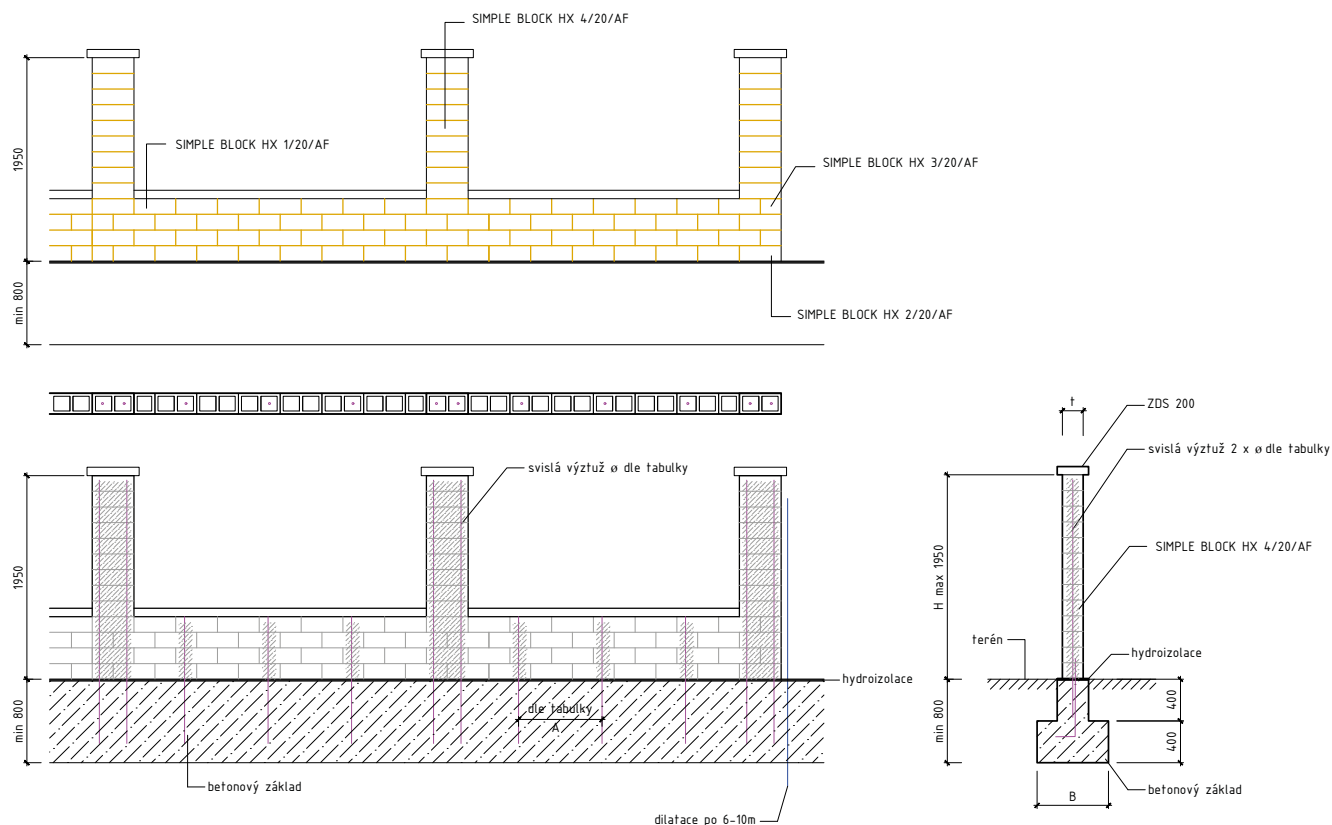 SIMPLE BLOCK HX 4/20/AF
SIMPLE BLOCK HX 1/20/AF
SIMPLE BLOCK HX 3/20/AF
1950
min 800
SIMPLE BLOCK HX 2/20/AF
svislá výztuž ø dle tabulky
1950
hydroizolace
dle tabulky
A
min 800
betonový základ
dilatace po 6-10m
t
ZDS 200
svislá výztuž 2 x ø dle tabulky
H max 1950
SIMPLE BLOCK HX 4/20/AF
terén
hydroizolace
min 800
400
400
B
betonový základ